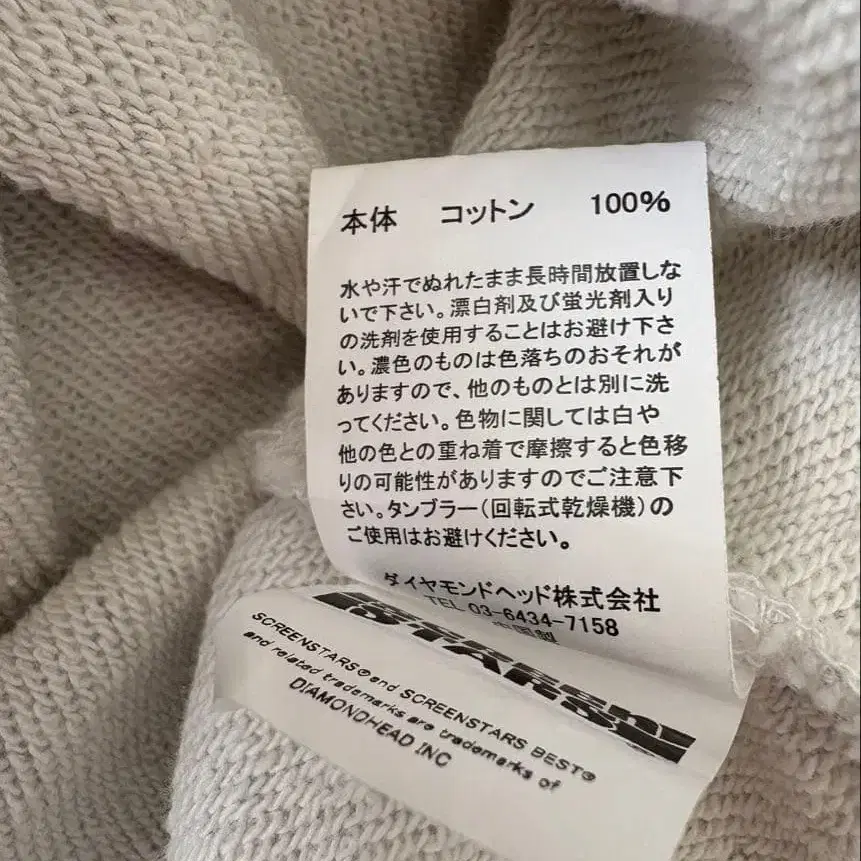 本体 コットン 100%
水や汗でぬれたまま長時間放置しな
いで下さい。漂白剤及び蛍光剤入り
の洗剤を使用することはお避け下さ
い。濃色のものは色落ちのおそれが
ありますので、他のものとは別に洗
ってください。色物に関しては白や
他の色との重ね着で摩擦すると色移
りの可能性がありますのでご注意下
さい。タンブラー(回転式乾燥機)の
ご使用はお避けください。
ダイヤモンドヘッド株式会社
TEL 03-6434-7158
中国製
STARS
SCREENSTARS®and SCREENSTARS BEST®
and related trademarks are trademarks of
DIAMONDHEAD INC